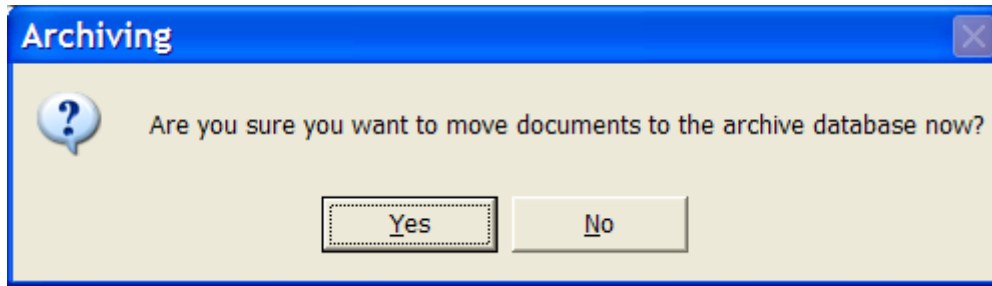 Archiving
Are you sure you want to move documents to the archive database now?
Yes No